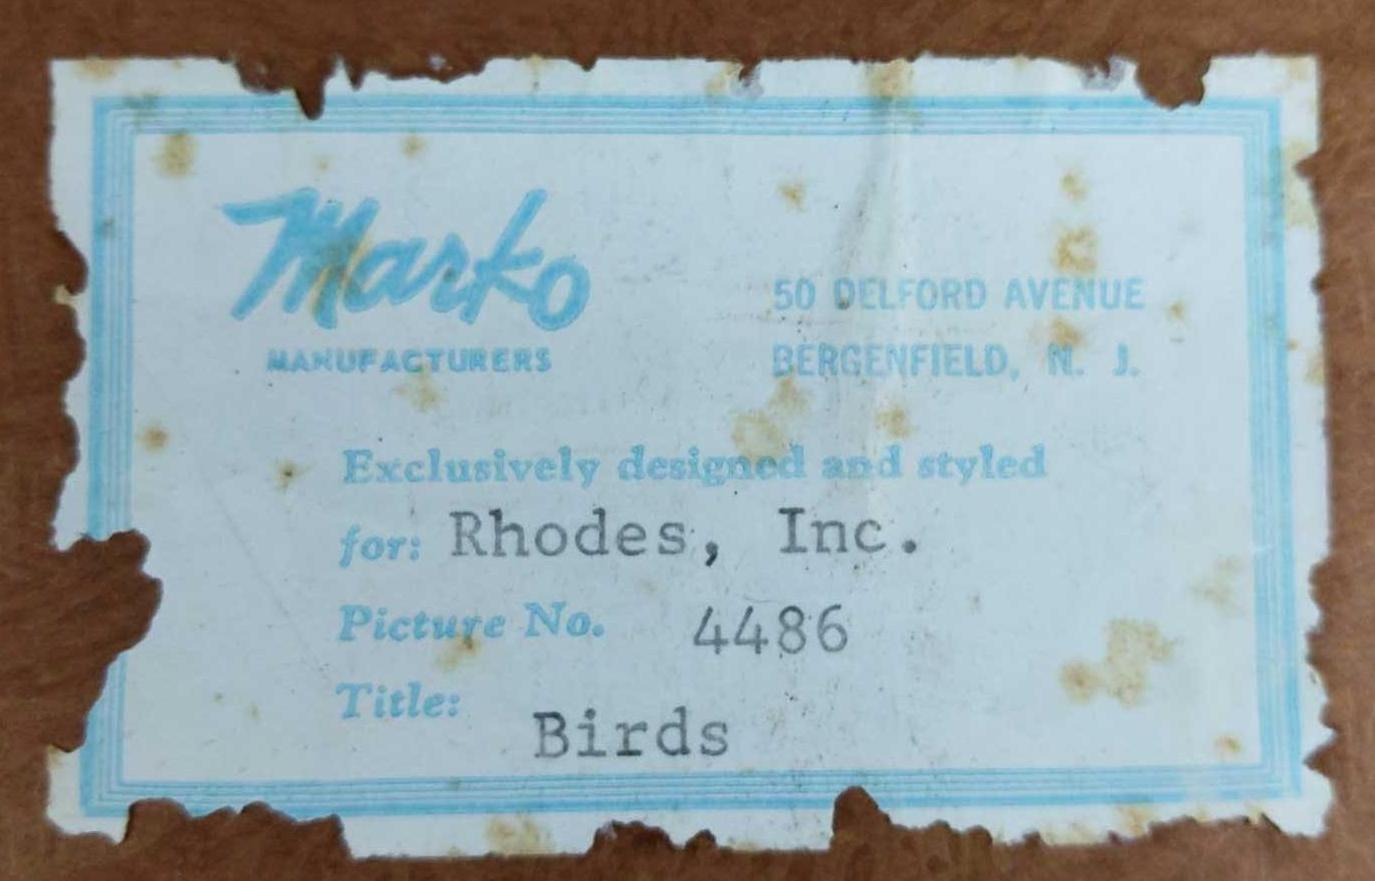 Marko
MANUFACTURERS
50 DELFORD AVENUE
BERGENFIELD, N. J.
Exclusively designed and styled
for: Rhodes, Inc.
Picture No. 4486
Title: Birds